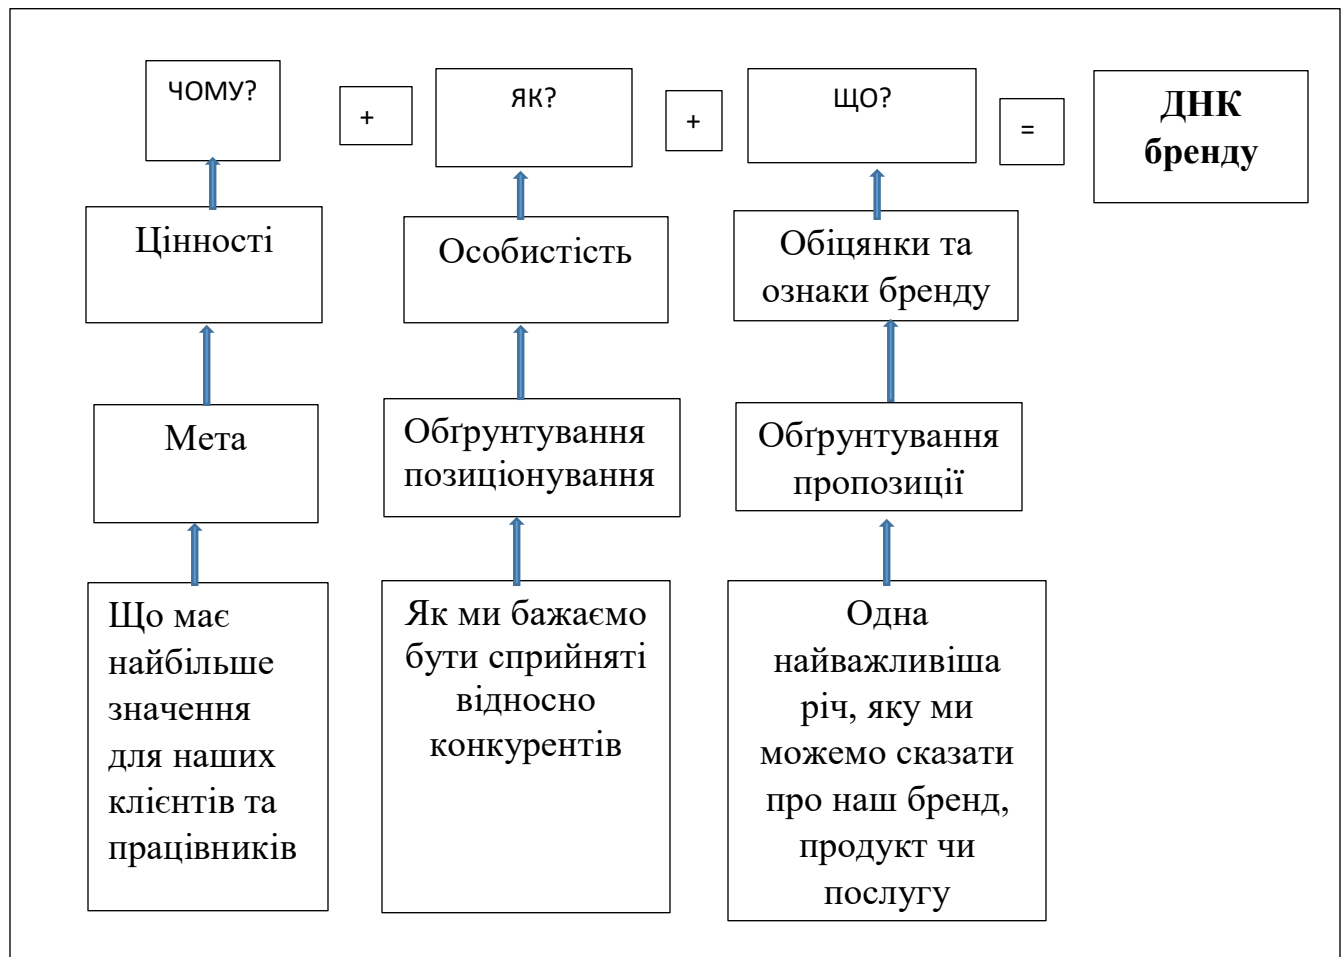 ЧОМУ?
+
ЯК?
+
ЩО?
=
ДНК
бренду
Цінності
Особистість
Обіцянки та
ознаки бренду
Мета
Обґрунтування
позиціонування
Обґрунтування
пропозиції
Що має
найбільше
значення
для наших
клієнтів та
працівників
Як ми бажаємо
бути сприйняті
відносно
конкурентів
Одна
найважливіша
річ, яку ми
можемо сказати
про наш бренд,
продукт чи
послугу